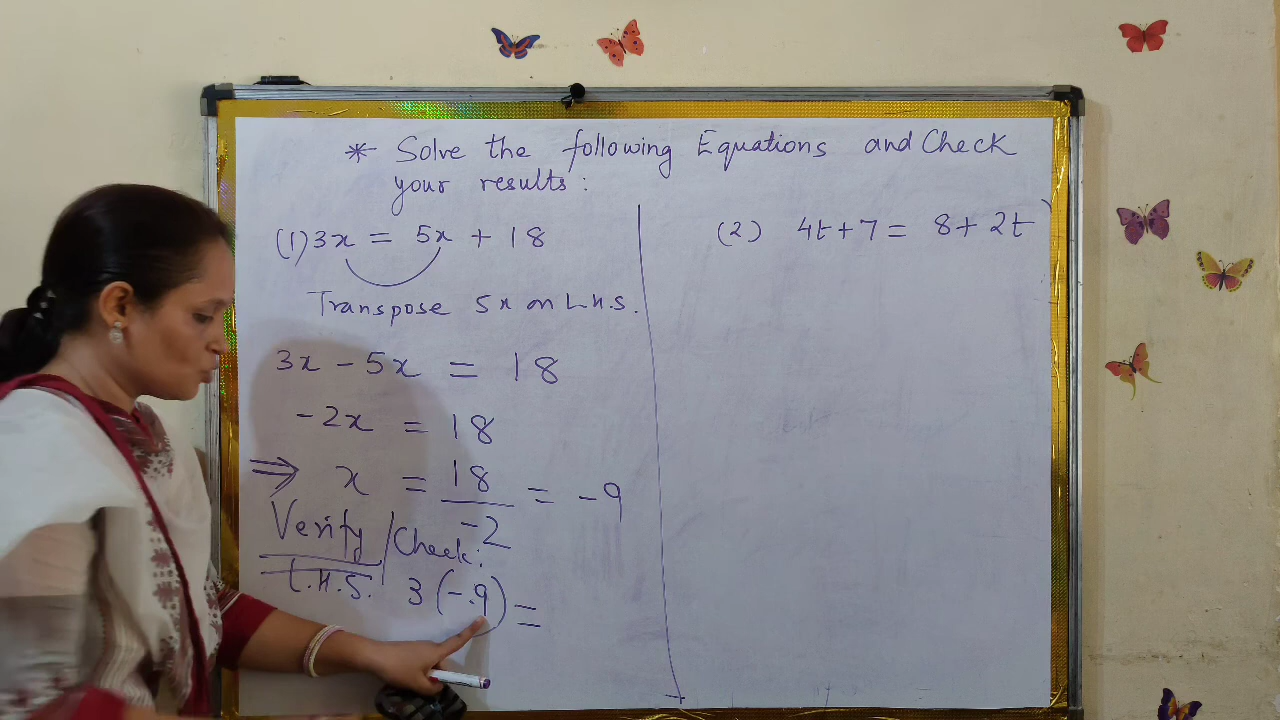 * Solve the following Equations and Check
your results:
(1) 3x = 5x + 18
Transpose 5x on L.H.S.
3x - 5x = 18
-2x = 18
⇒ x = 18/-2 = -9
Verify / Check:
L.H.S. 3(-9) =
(2) 4t + 7 = 8 + 2t